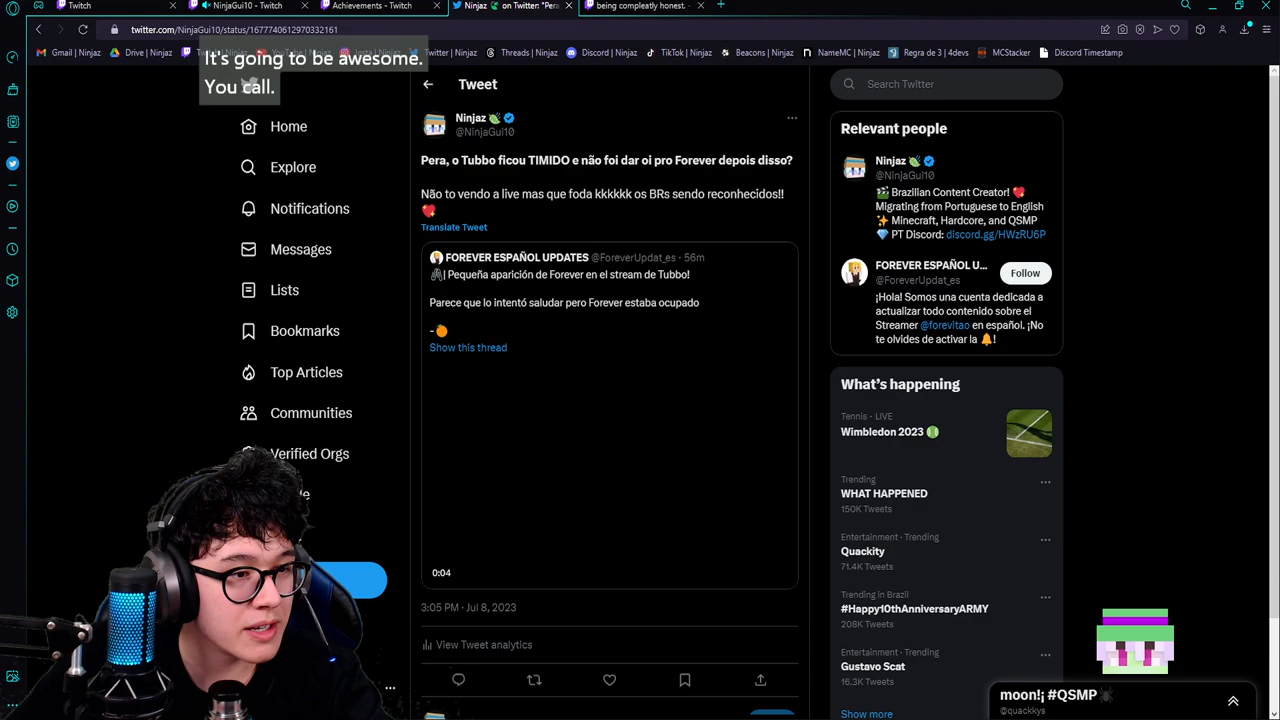 Twitch
NinjaGui10 - Twitch
Achievements - Twitch
Ninjaz on Twitter: "Pera
being compleatly honest. -
twitter.com/NinjaGui10/status/1677740612970332161
Gmail | Ninjaz
Drive | Ninjaz
Twitter | Ninjaz
Threads | Ninjaz
Discord | Ninjaz
TikTok | Ninjaz
Beacons | Ninjaz
NameMC | Ninjaz
Regra de 3 | 4devs
MCStacker
Discord Timestamp
It's going to be awesome.
You call.
Home
Explore
Notifications
Messages
Lists
Bookmarks
Top Articles
Communities
Verified Orgs
Tweet
Ninjaz 🍃
@NinjaGui10
Pera, o Tubbo ficou TIMIDO e não foi dar oi pro Forever depois disso?
Não to vendo a live mas que foda kkkkkk os BRs sendo reconhecidos!!
💖
Translate Tweet
FOREVER ESPAÑOL UPDATES @ForeverUpdat_es · 56m
🖇️| Pequeña aparición de Forever en el stream de Tubbo!
Parece que lo intentó saludar pero Forever estaba ocupado
-🍊
Show this thread
0:04
3:05 PM · Jul 8, 2023
View Tweet analytics
Search Twitter
Relevant people
Ninjaz 🍃
@NinjaGui10
🎬 Brazilian Content Creator! 💖
Migrating from Portuguese to English
✨ Minecraft, Hardcore, and QSMP
💎 PT Discord: discord.gg/HWzRU6P
FOREVER ESPAÑOL U...
@ForeverUpdat_es
Follow
¡Hola! Somos una cuenta dedicada a
actualizar todo contenido sobre el
Streamer @forevitao en español. ¡No
te olvides de activar la 🔔!
What's happening
Tennis · LIVE
Wimbledon 2023 🎾
Trending
WHAT HAPPENED
150K Tweets
Entertainment · Trending
Quackity
71.4K Tweets
Trending in Brazil
#Happy10thAnniversaryARMY
208K Tweets
Entertainment · Trending
Gustavo Scat
16.3K Tweets
Show more
moon!¡ #QSMP🕷️
@quackkys